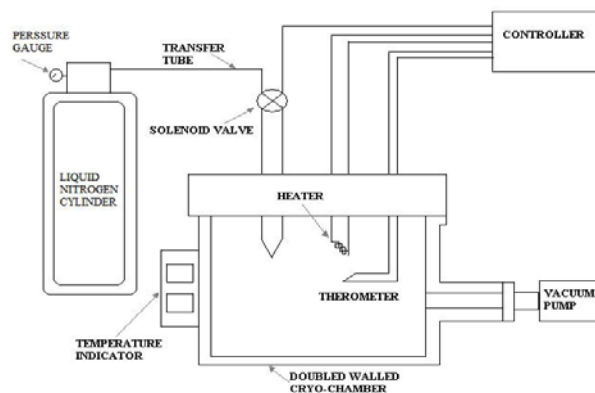 PERSSURE
GAUGE
TRANSFER
TUBE
CONTROLLER
SOLENOID VALVE
LIQUID
NITROGEN
CYLINDER
HEATER
THEROMETER
VACUUM
PUMP
TEMPERATURE
INDICATOR
DOUBLED WALLED
CRYO-CHAMBER